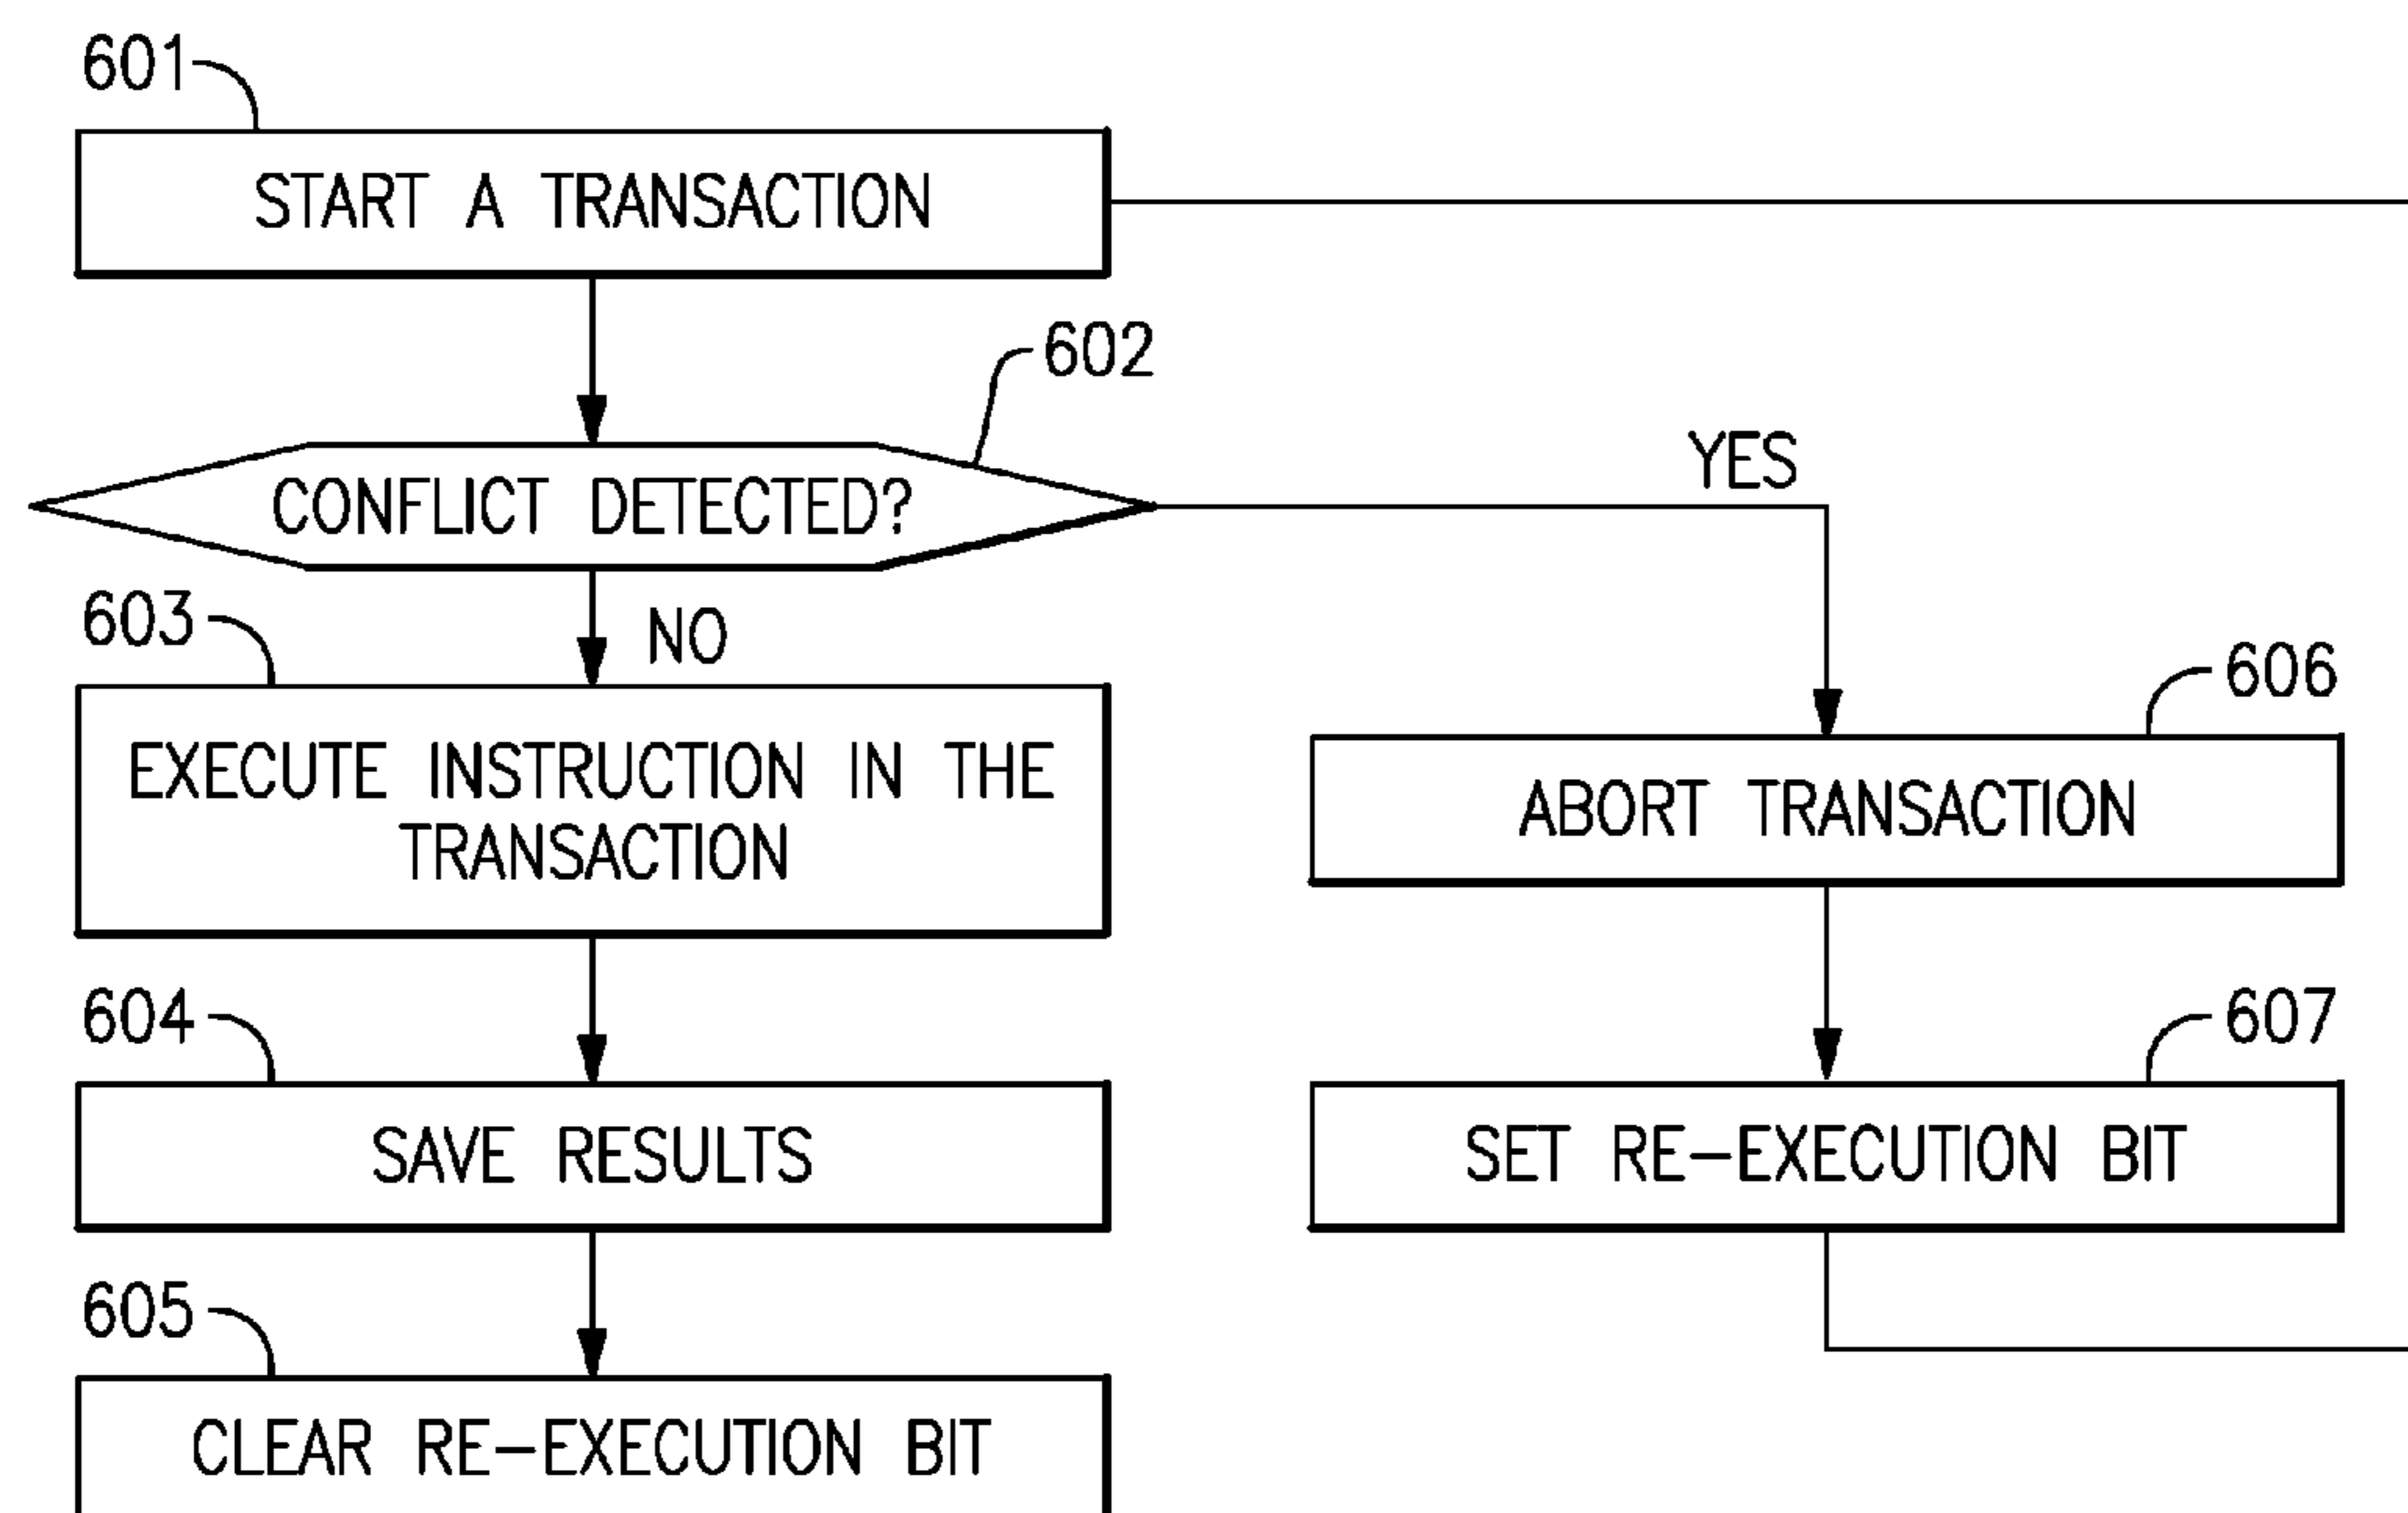 601
START A TRANSACTION
602
CONFLICT DETECTED?
YES
603
NO
EXECUTE INSTRUCTION IN THE
TRANSACTION
606
ABORT TRANSACTION
604
SAVE RESULTS
607
SET RE-EXECUTION BIT
605
CLEAR RE-EXECUTION BIT